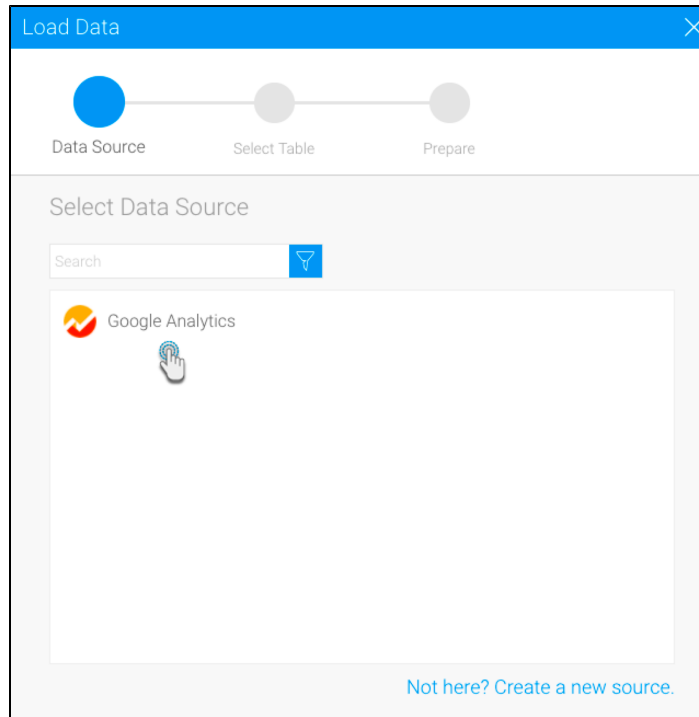 Load Data
Data Source
Select Table
Prepare
Select Data Source
Search
Google Analytics
Not here? Create a new source.